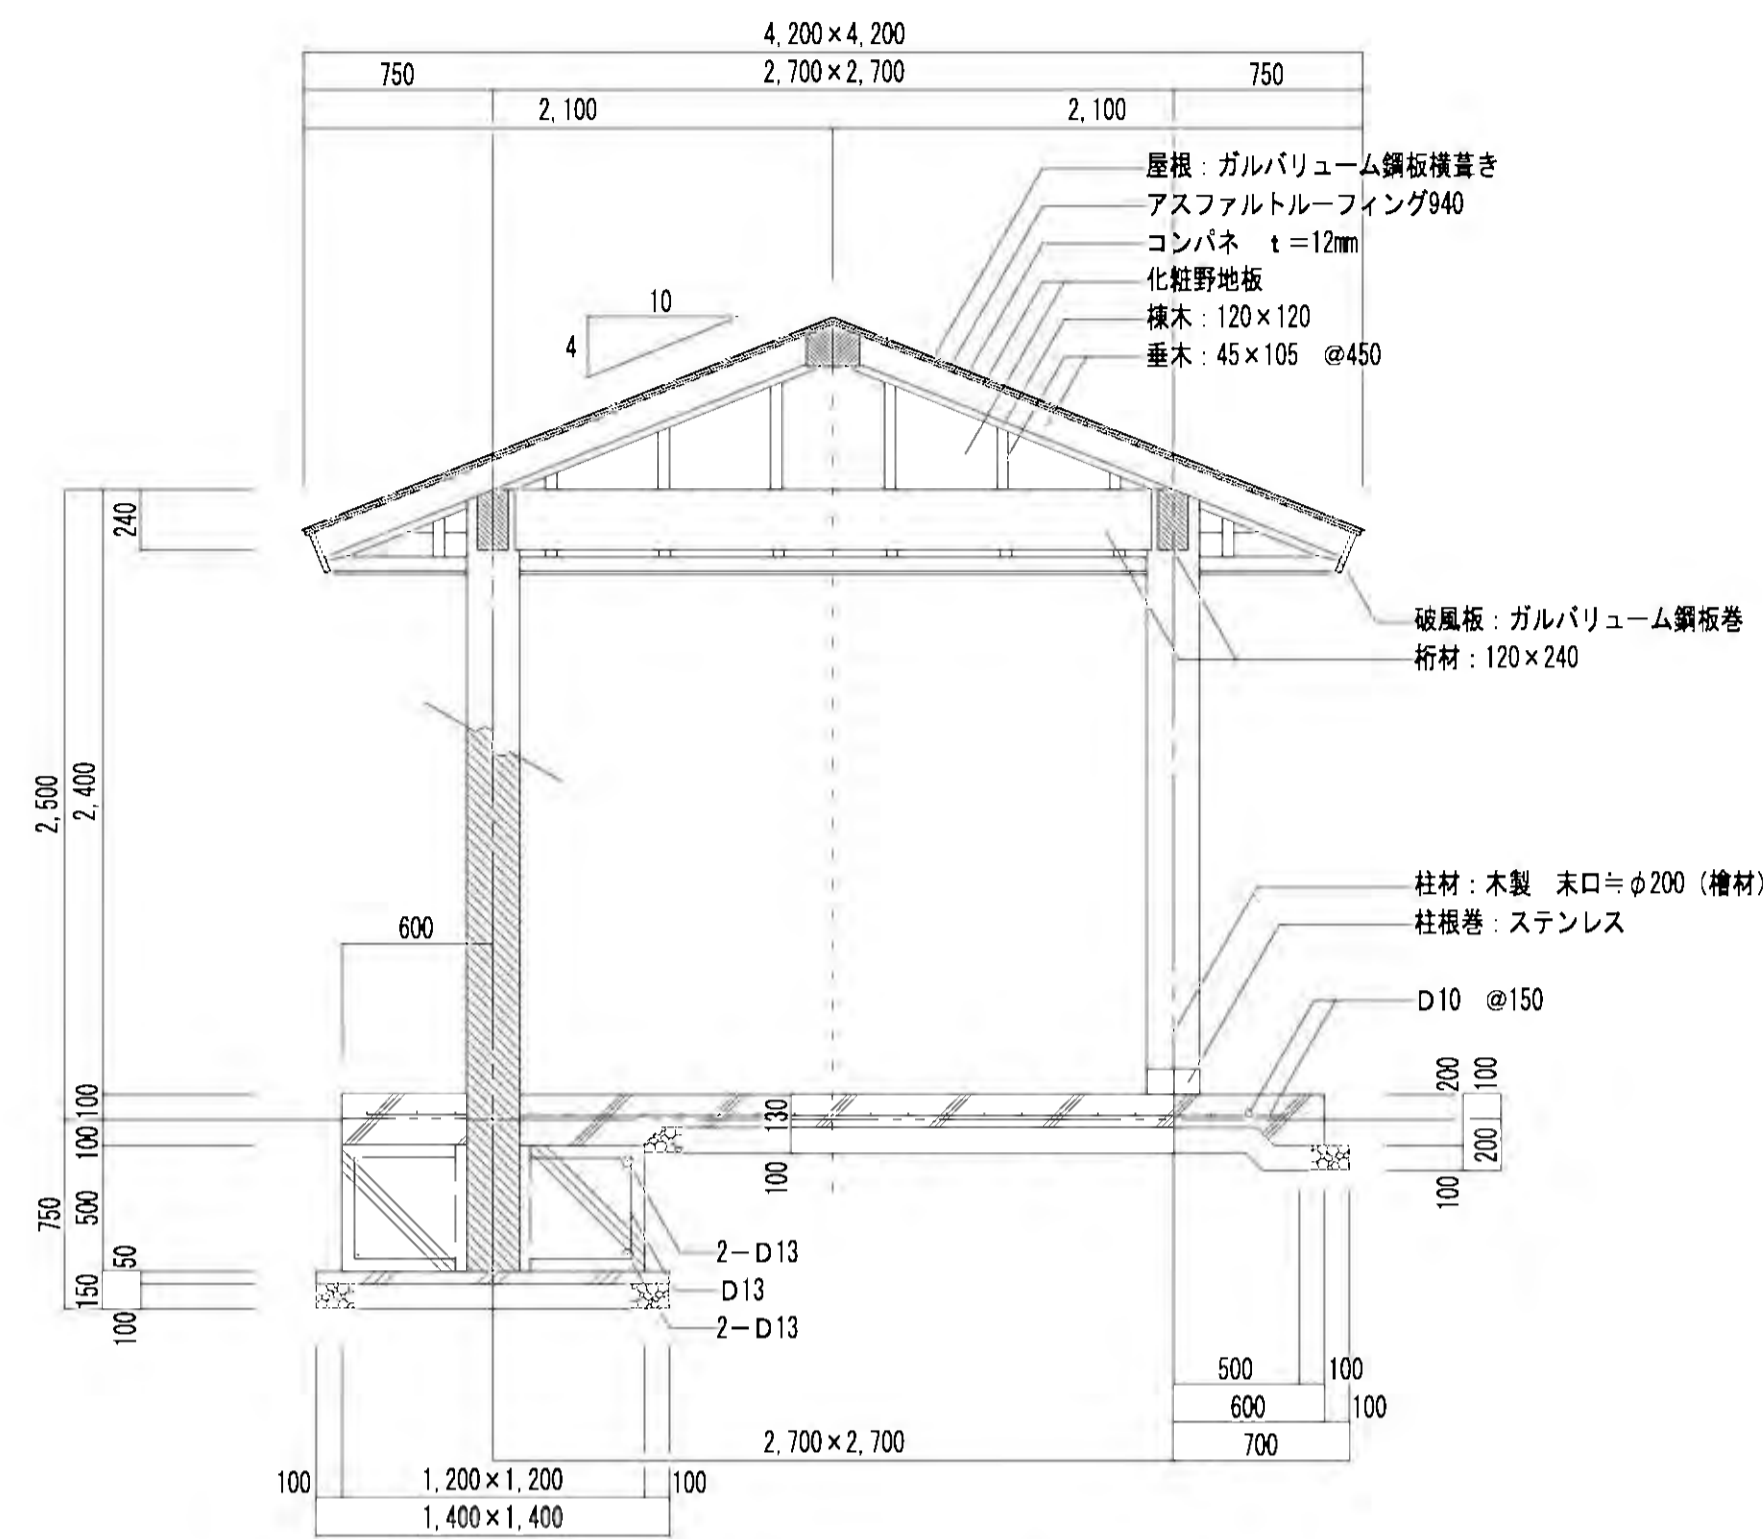 4,200×4,200
750
2,700×2,700
750
2,100
2,100
屋根：ガルバリューム鋼板横葺き
アスファルトルーフィング940
コンパネ　t＝12㎜
化粧野地板
棟木：120×120
垂木：45×105　@450
10
4
240
破風板：ガルバリューム鋼板巻
桁材：120×240
2,500
2,400
柱材：木製　末口≒φ200（檜材）
柱根巻：ステンレス
600
D10　@150
100
100
500
750
50
150
100
130
100
200
100
200
100
2－D13
D13
2－D13
500
100
600
100
700
2,700×2,700
100
1,200×1,200
100
1,400×1,400